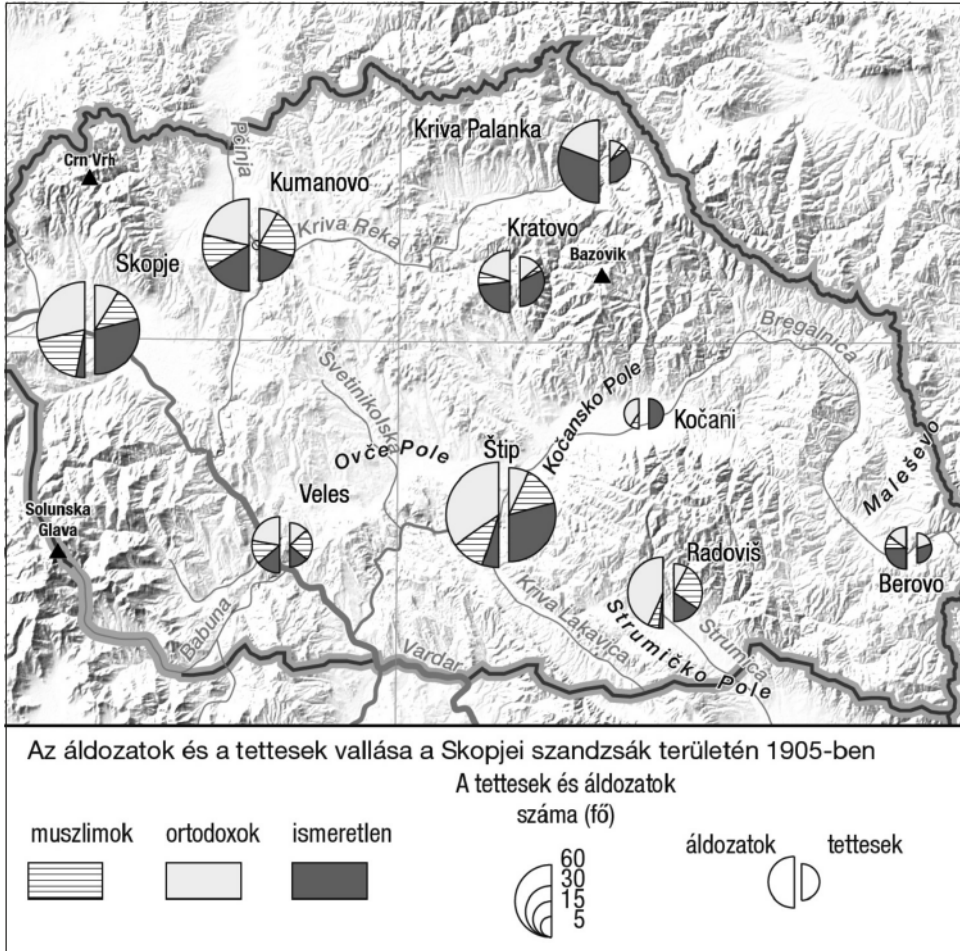 Kriva Palanka
Crn Vrh
Pčinja
Kumanovo
Kriva Reka
Kratovo
Bazovik
Skopje
Bregalnica
Svetinikolska
Kočansko Pole
Kočani
Ovče Pole
Štip
Maleševo
Veles
Solunska
Glava
Radoviš
Berovo
Babuna
Kriva Lakavica
Strumica
Strumičko Pole
Vardar
Az áldozatok és a tettesek vallása a Skopjei szandzsák területén 1905-ben
A tettesek és áldozatok
száma (fő)
muszlimok ortodoxok ismeretlen
60
30
15
5
áldozatok tettesek